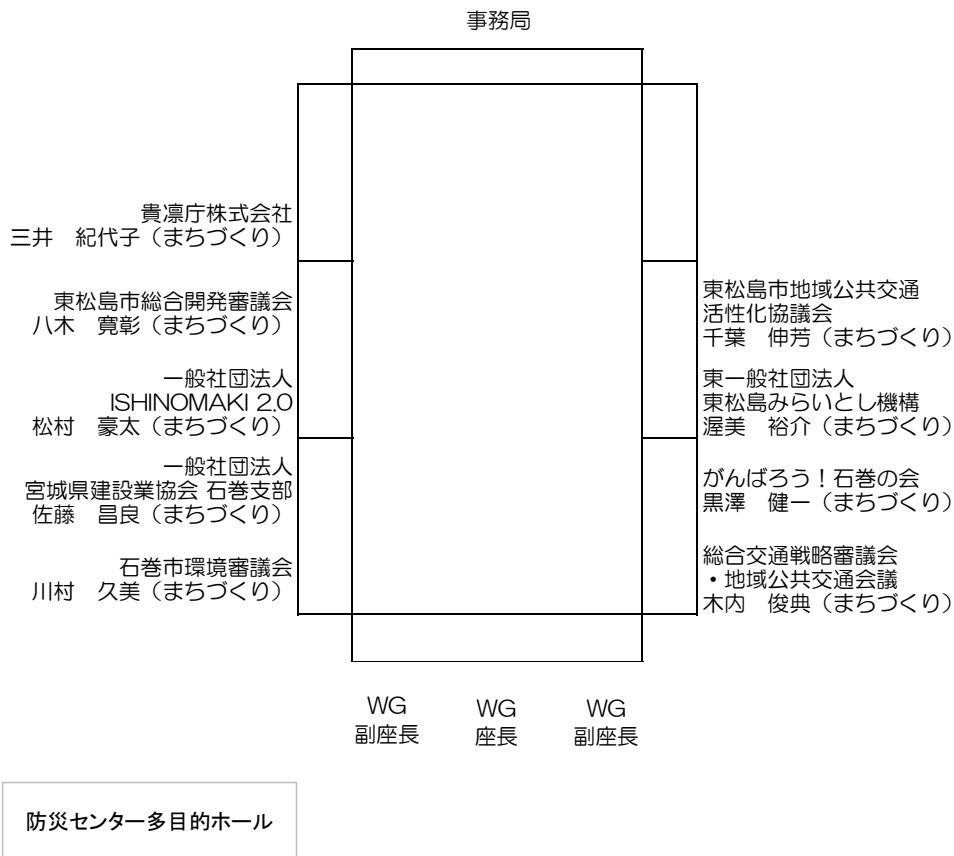 事務局
貴凛庁株式会社
三井　紀代子（まちづくり）
東松島市総合開発審議会
八木　寛彰（まちづくり）
一般社団法人
ISHINOMAKI 2.0
松村　豪太（まちづくり）
一般社団法人
宮城県建設業協会 石巻支部
佐藤　昌良（まちづくり）
石巻市環境審議会
川村　久美（まちづくり）
東松島市地域公共交通
活性化協議会
千葉　伸芳（まちづくり）
東一般社団法人
東松島みらいとし機構
渥美　裕介（まちづくり）
がんばろう！石巻の会
黒澤　健一（まちづくり）
総合交通戦略審議会
・地域公共交通会議
木内　俊典（まちづくり）
WG
副座長
WG
座長
WG
副座長
防災センター多目的ホール